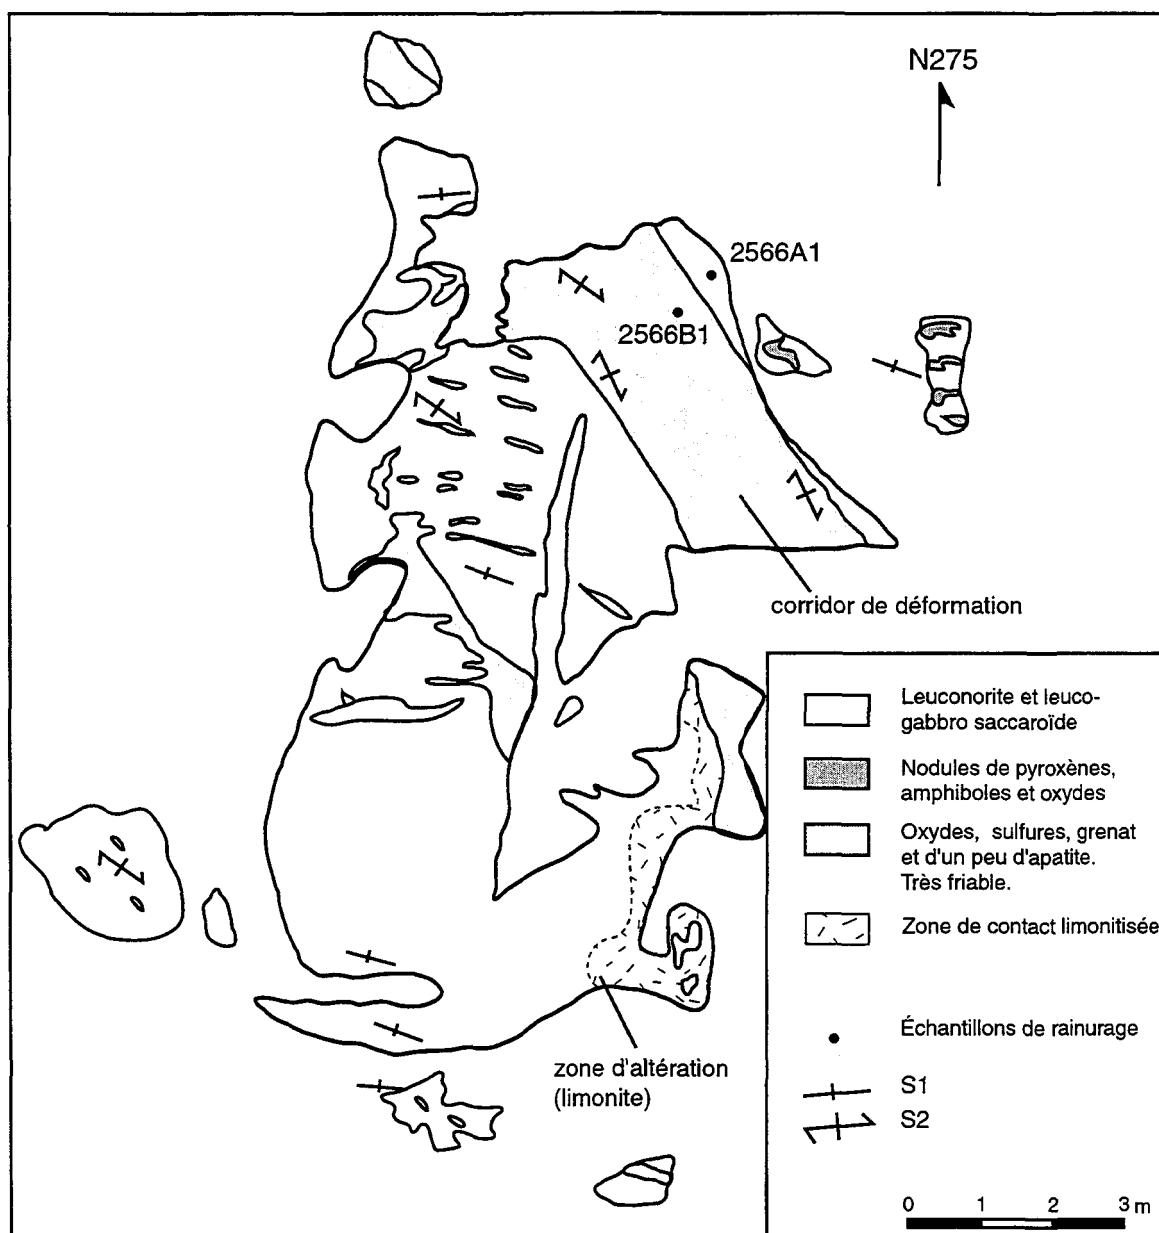 N275
2566A1
2566B1
corridor de déformation
Leuconorite et leuco-
gabbro saccaroïde
Nodules de pyroxènes,
amphiboles et oxydes
Oxydes, sulfures, grenat
et d'un peu d'apatite.
Très friable.
Zone de contact limonitisée
Échantillons de rainurage
zone d'altération
(limonite)
S1
S2
0 1 2 3 m